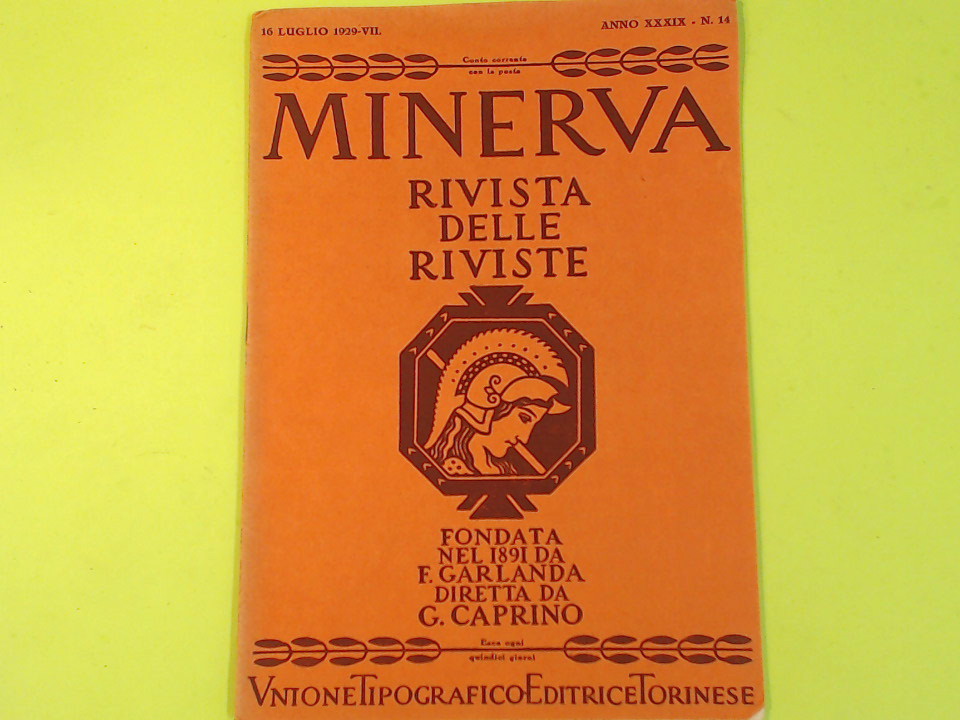 16 LUGLIO 1929-VII.
ANNO XXXIX - N. 14
Conto corrente
con la posta
MINERVA
RIVISTA
DELLE
RIVISTE
FONDATA
NEL 1891 DA
F. GARLANDA
DIRETTA DA
G. CAPRINO
Esce ogni
quindici giorni
VNIONE TIPOGRAFICO EDITRICE TORINESE